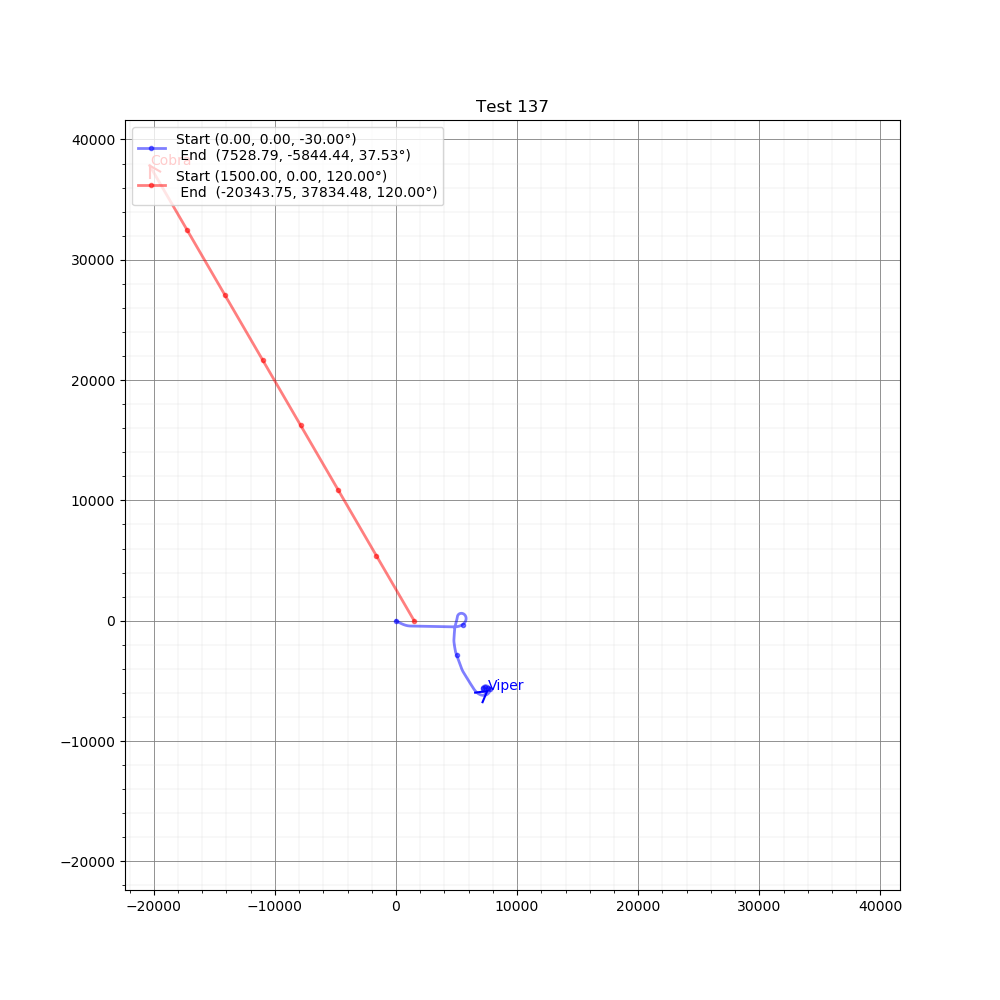 Test 137
Start (0.00, 0.00, -30.00°)
End (7528.79, -5844.44, 37.53°)
Start (1500.00, 0.00, 120.00°)
End (-20343.75, 37834.48, 120.00°)
Cobra
Viper
40000
30000
20000
10000
0
−10000
−20000
−20000 −10000 0 10000 20000 30000 40000